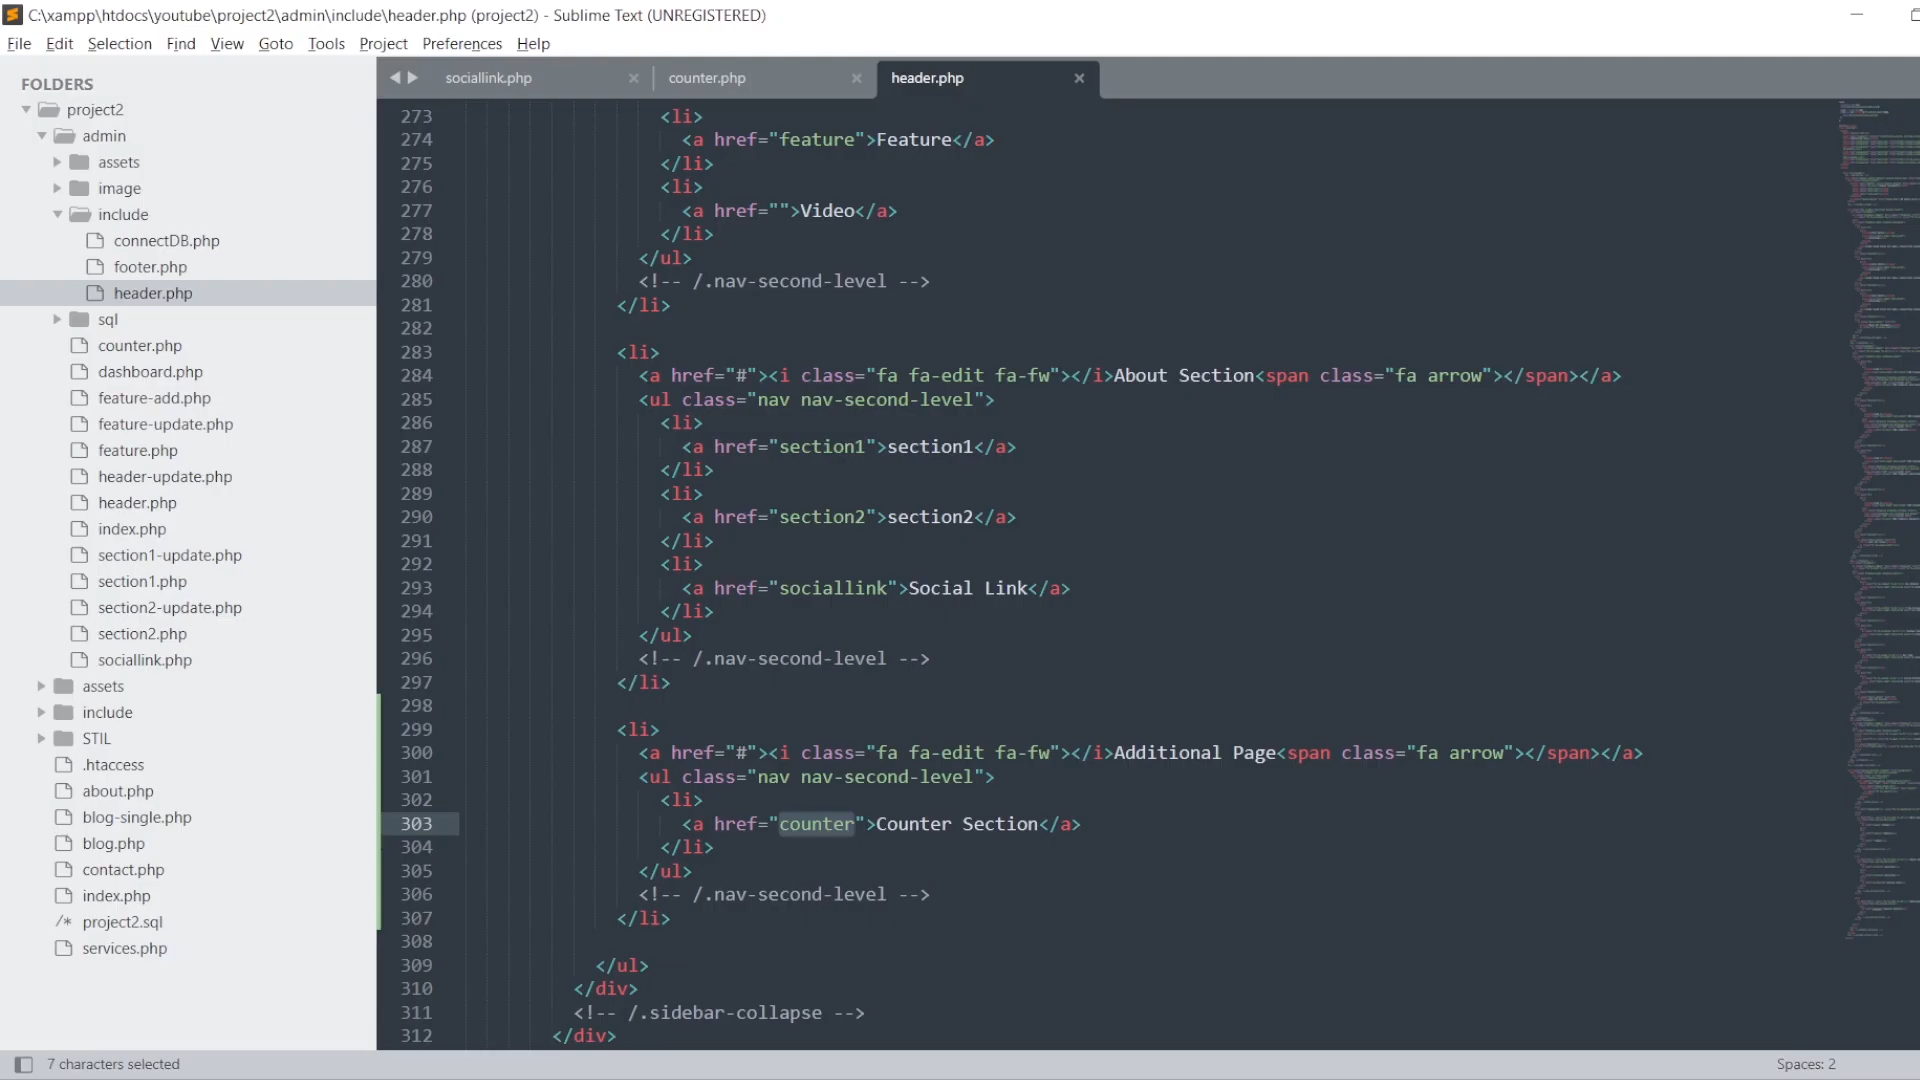 C:\xampp\htdocs\youtube\project2\admin\include\header.php (project2) - Sublime Text (UNREGISTERED)
File Edit Selection Find View Goto Tools Project Preferences Help
FOLDERS
project2
admin
assets
image
include
connectDB.php
footer.php
header.php
sql
counter.php
dashboard.php
feature-add.php
feature-update.php
feature.php
header-update.php
header.php
index.php
section1-update.php
section1.php
section2-update.php
section2.php
sociallink.php
assets
include
STIL
.htaccess
about.php
blog-single.php
blog.php
contact.php
index.php
/* project2.sql
services.php
sociallink.php × counter.php × header.php ×
273 <li>
274 <a href="feature">Feature</a>
275 </li>
276 <li>
277 <a href="">Video</a>
278 </li>
279 </ul>
280 <!-- /.nav-second-level -->
281 </li>
282
283 <li>
284 <a href="#"><i class="fa fa-edit fa-fw"></i>About Section<span class="fa arrow"></span></a>
285 <ul class="nav nav-second-level">
286 <li>
287 <a href="section1">section1</a>
288 </li>
289 <li>
290 <a href="section2">section2</a>
291 </li>
292 <li>
293 <a href="sociallink">Social Link</a>
294 </li>
295 </ul>
296 <!-- /.nav-second-level -->
297 </li>
298
299 <li>
300 <a href="#"><i class="fa fa-edit fa-fw"></i>Additional Page<span class="fa arrow"></span></a>
301 <ul class="nav nav-second-level">
302 <li>
303 <a href="counter">Counter Section</a>
304 </li>
305 </ul>
306 <!-- /.nav-second-level -->
307 </li>
308
309 </ul>
310 </div>
311 <!-- /.sidebar-collapse -->
312 </div>
7 characters selected
Spaces: 2